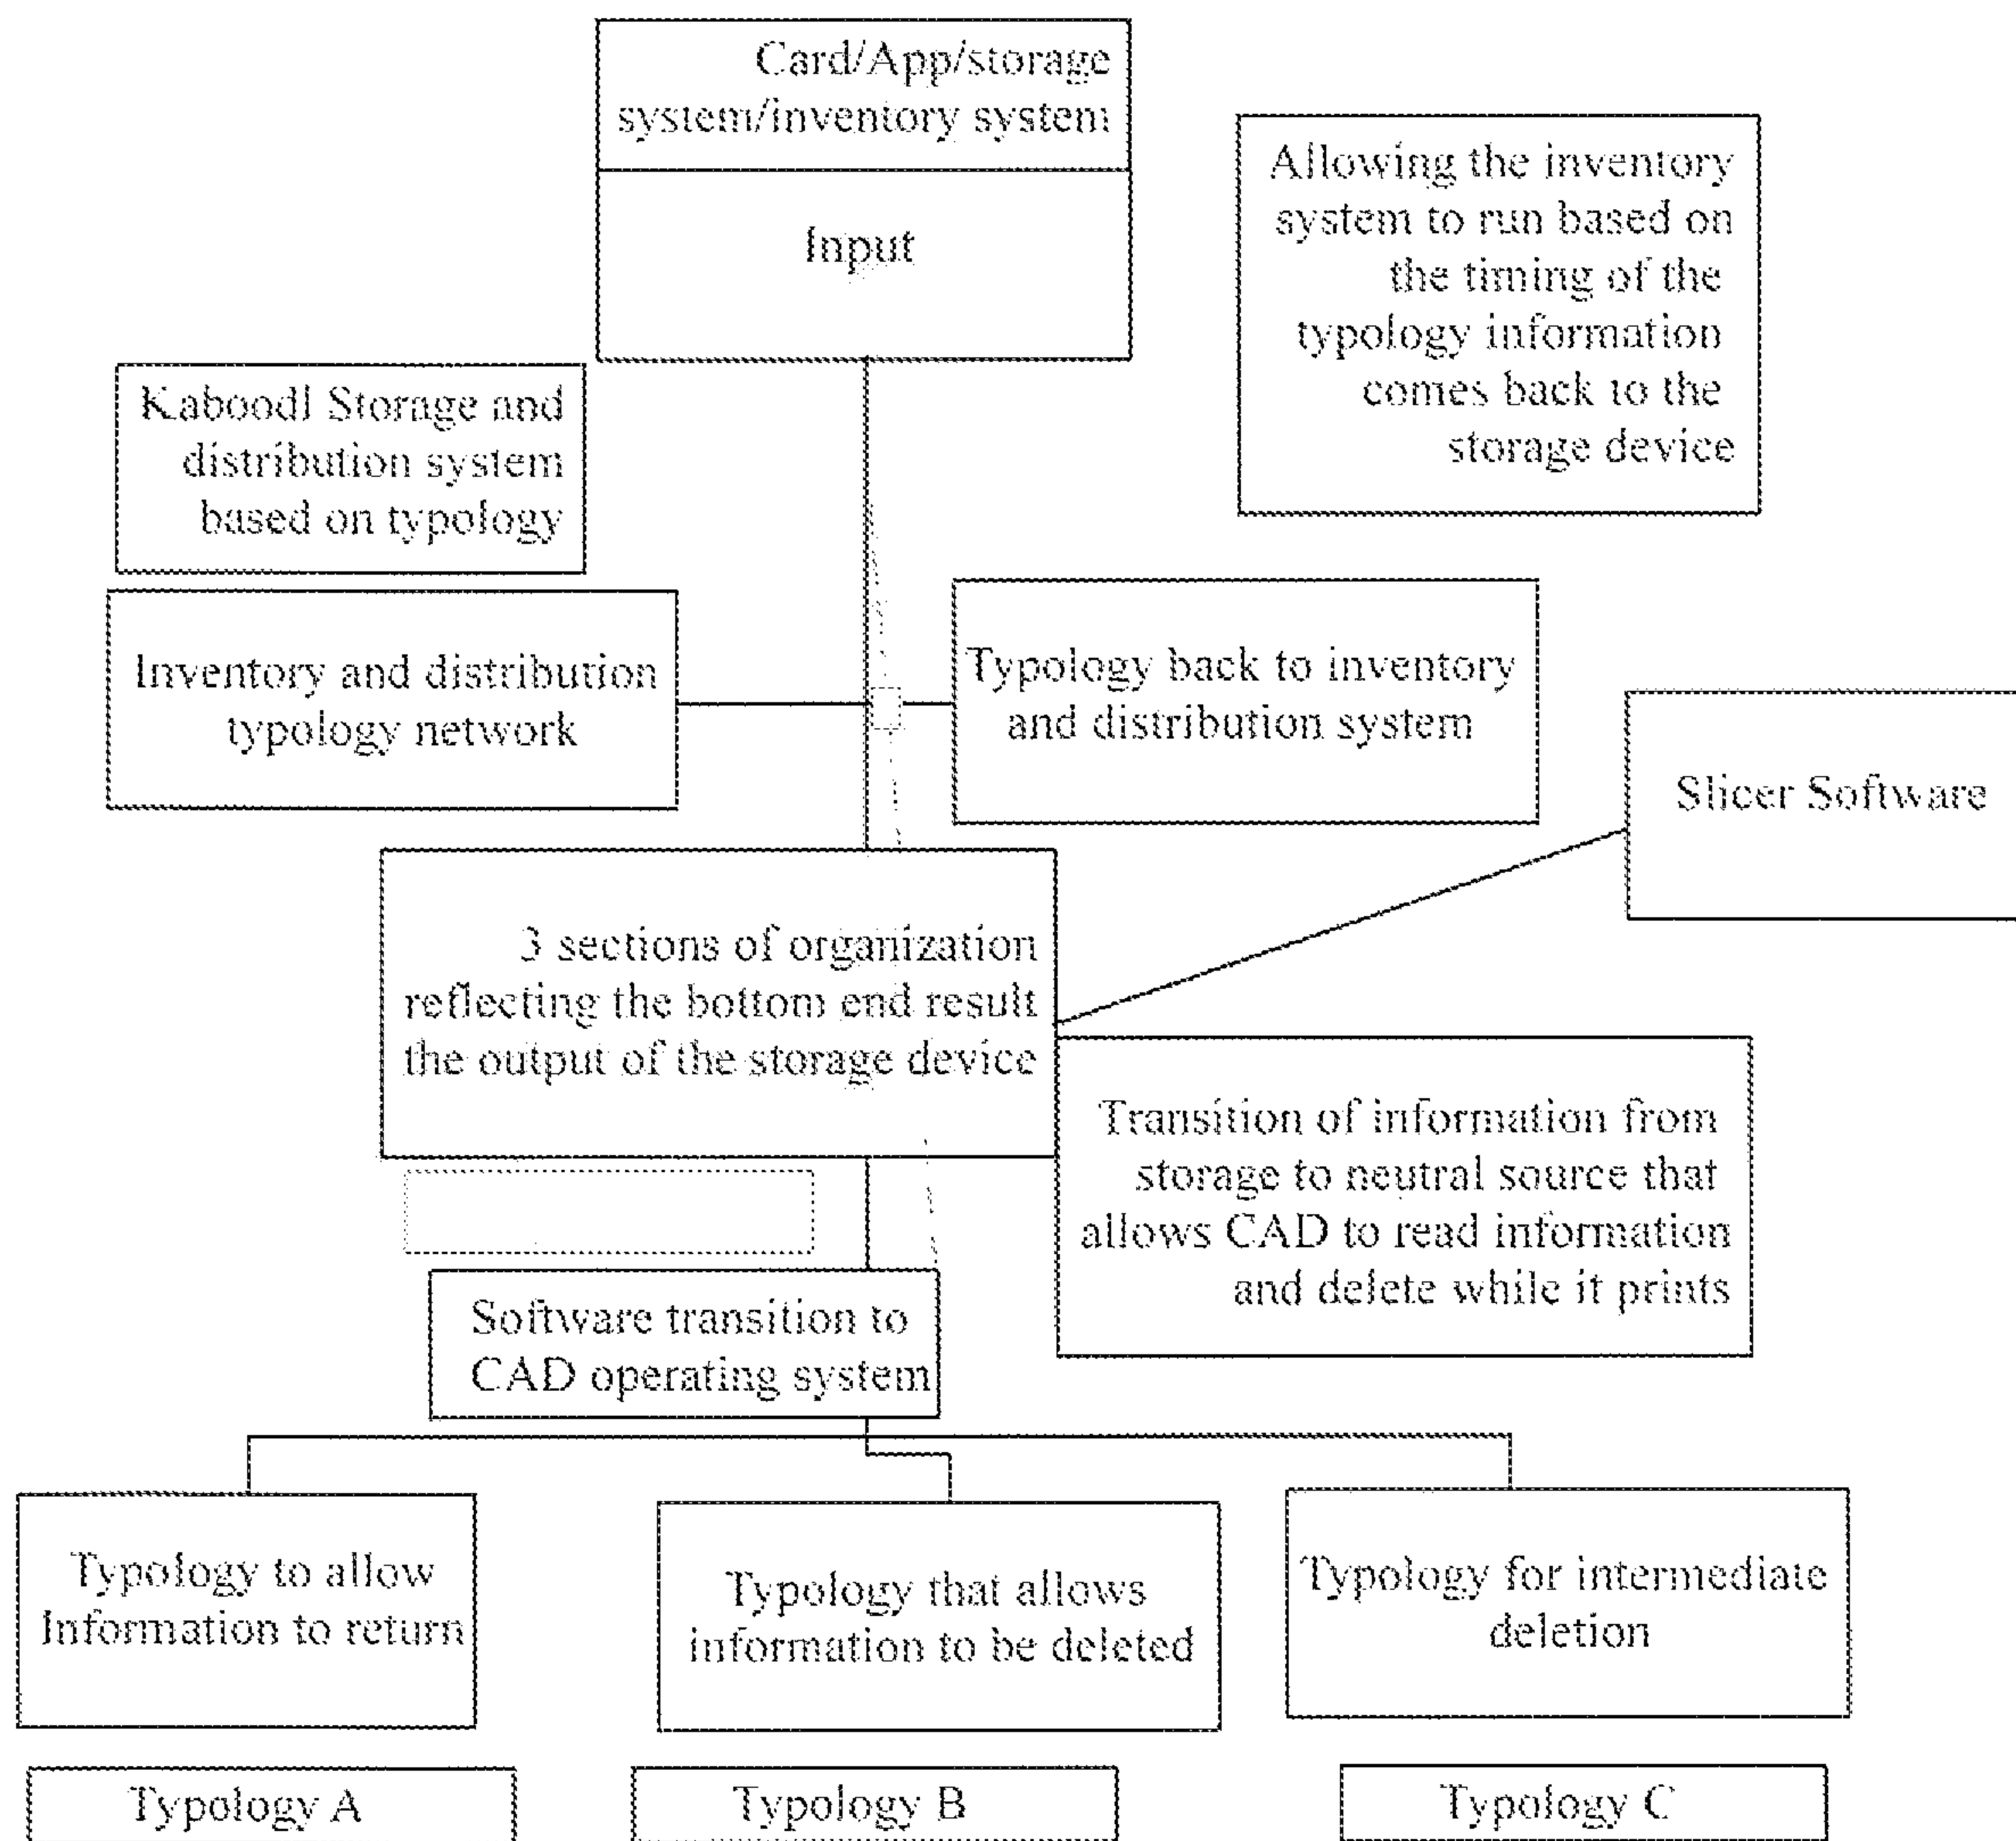 Card/App/storage
system/inventory system
Input
Allowing the inventory
system to run based on
the timing of the
typology information
comes back to the
storage device
Kaboodl Storage and
distribution system
based on typology
Inventory and distribution
typology network
Typology back to inventory
and distribution system
Slicer Software
3 sections of organization
reflecting the bottom end result
the output of the storage device
Transition of information from
storage to neutral source that
allows CAD to read information
and delete while it prints
Software transition to
CAD operating system
Typology to allow
Information to return
Typology that allows
information to be deleted
Typology for intermediate
deletion
Typology A
Typology B
Typology C